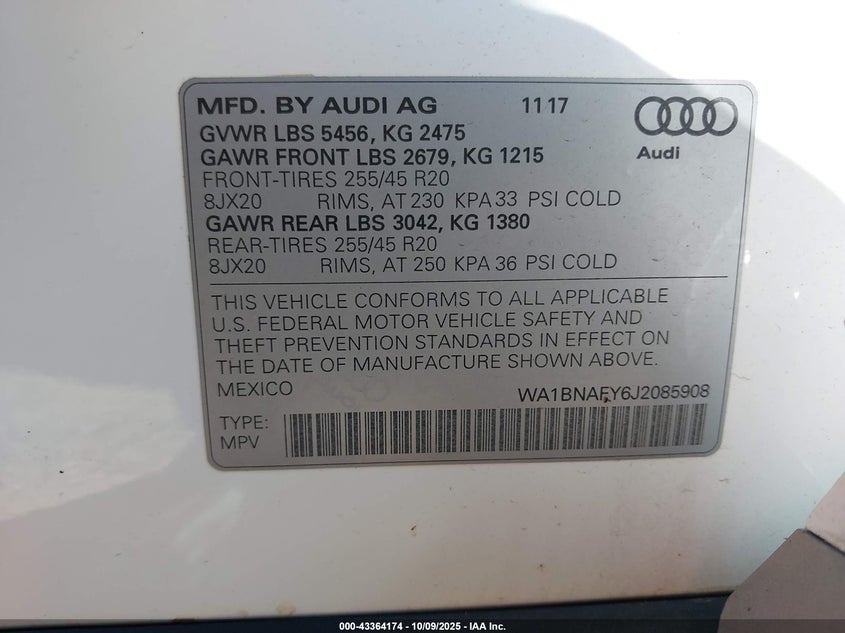 MFD. BY AUDI AG 11 17
GVWR LBS 5456, KG 2475
GAWR FRONT LBS 2679, KG 1215
Audi
FRONT-TIRES 255/45 R20
8JX20 RIMS, AT 230 KPA 33 PSI COLD
GAWR REAR LBS 3042, KG 1380
REAR-TIRES 255/45 R20
8JX20 RIMS, AT 250 KPA 36 PSI COLD
THIS VEHICLE CONFORMS TO ALL APPLICABLE
U.S. FEDERAL MOTOR VEHICLE SAFETY AND
THEFT PREVENTION STANDARDS IN EFFECT ON
THE DATE OF MANUFACTURE SHOWN ABOVE.
MEXICO WA1BNAFY6J2085908
TYPE:
MPV
000-43364174 - 10/09/2025 - IAA Inc.